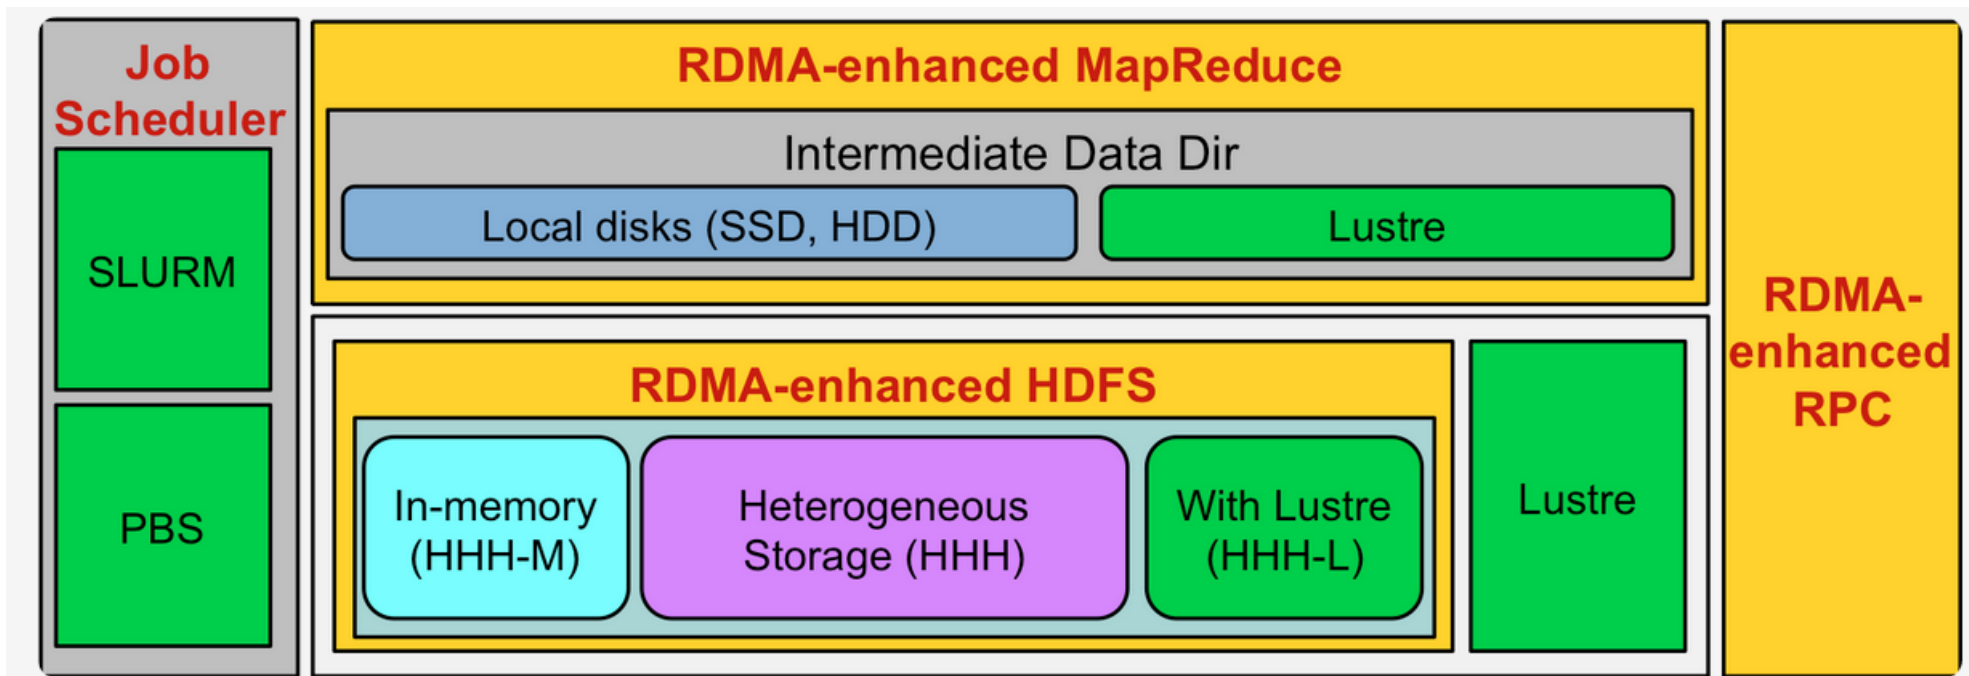 Job
Scheduler
SLURM
PBS
RDMA-enhanced MapReduce
Intermediate Data Dir
Local disks (SSD, HDD)
Lustre
RDMA-enhanced HDFS
In-memory
(HHH-M)
Heterogeneous
Storage (HHH)
With Lustre
(HHH-L)
Lustre
RDMA-
enhanced
RPC